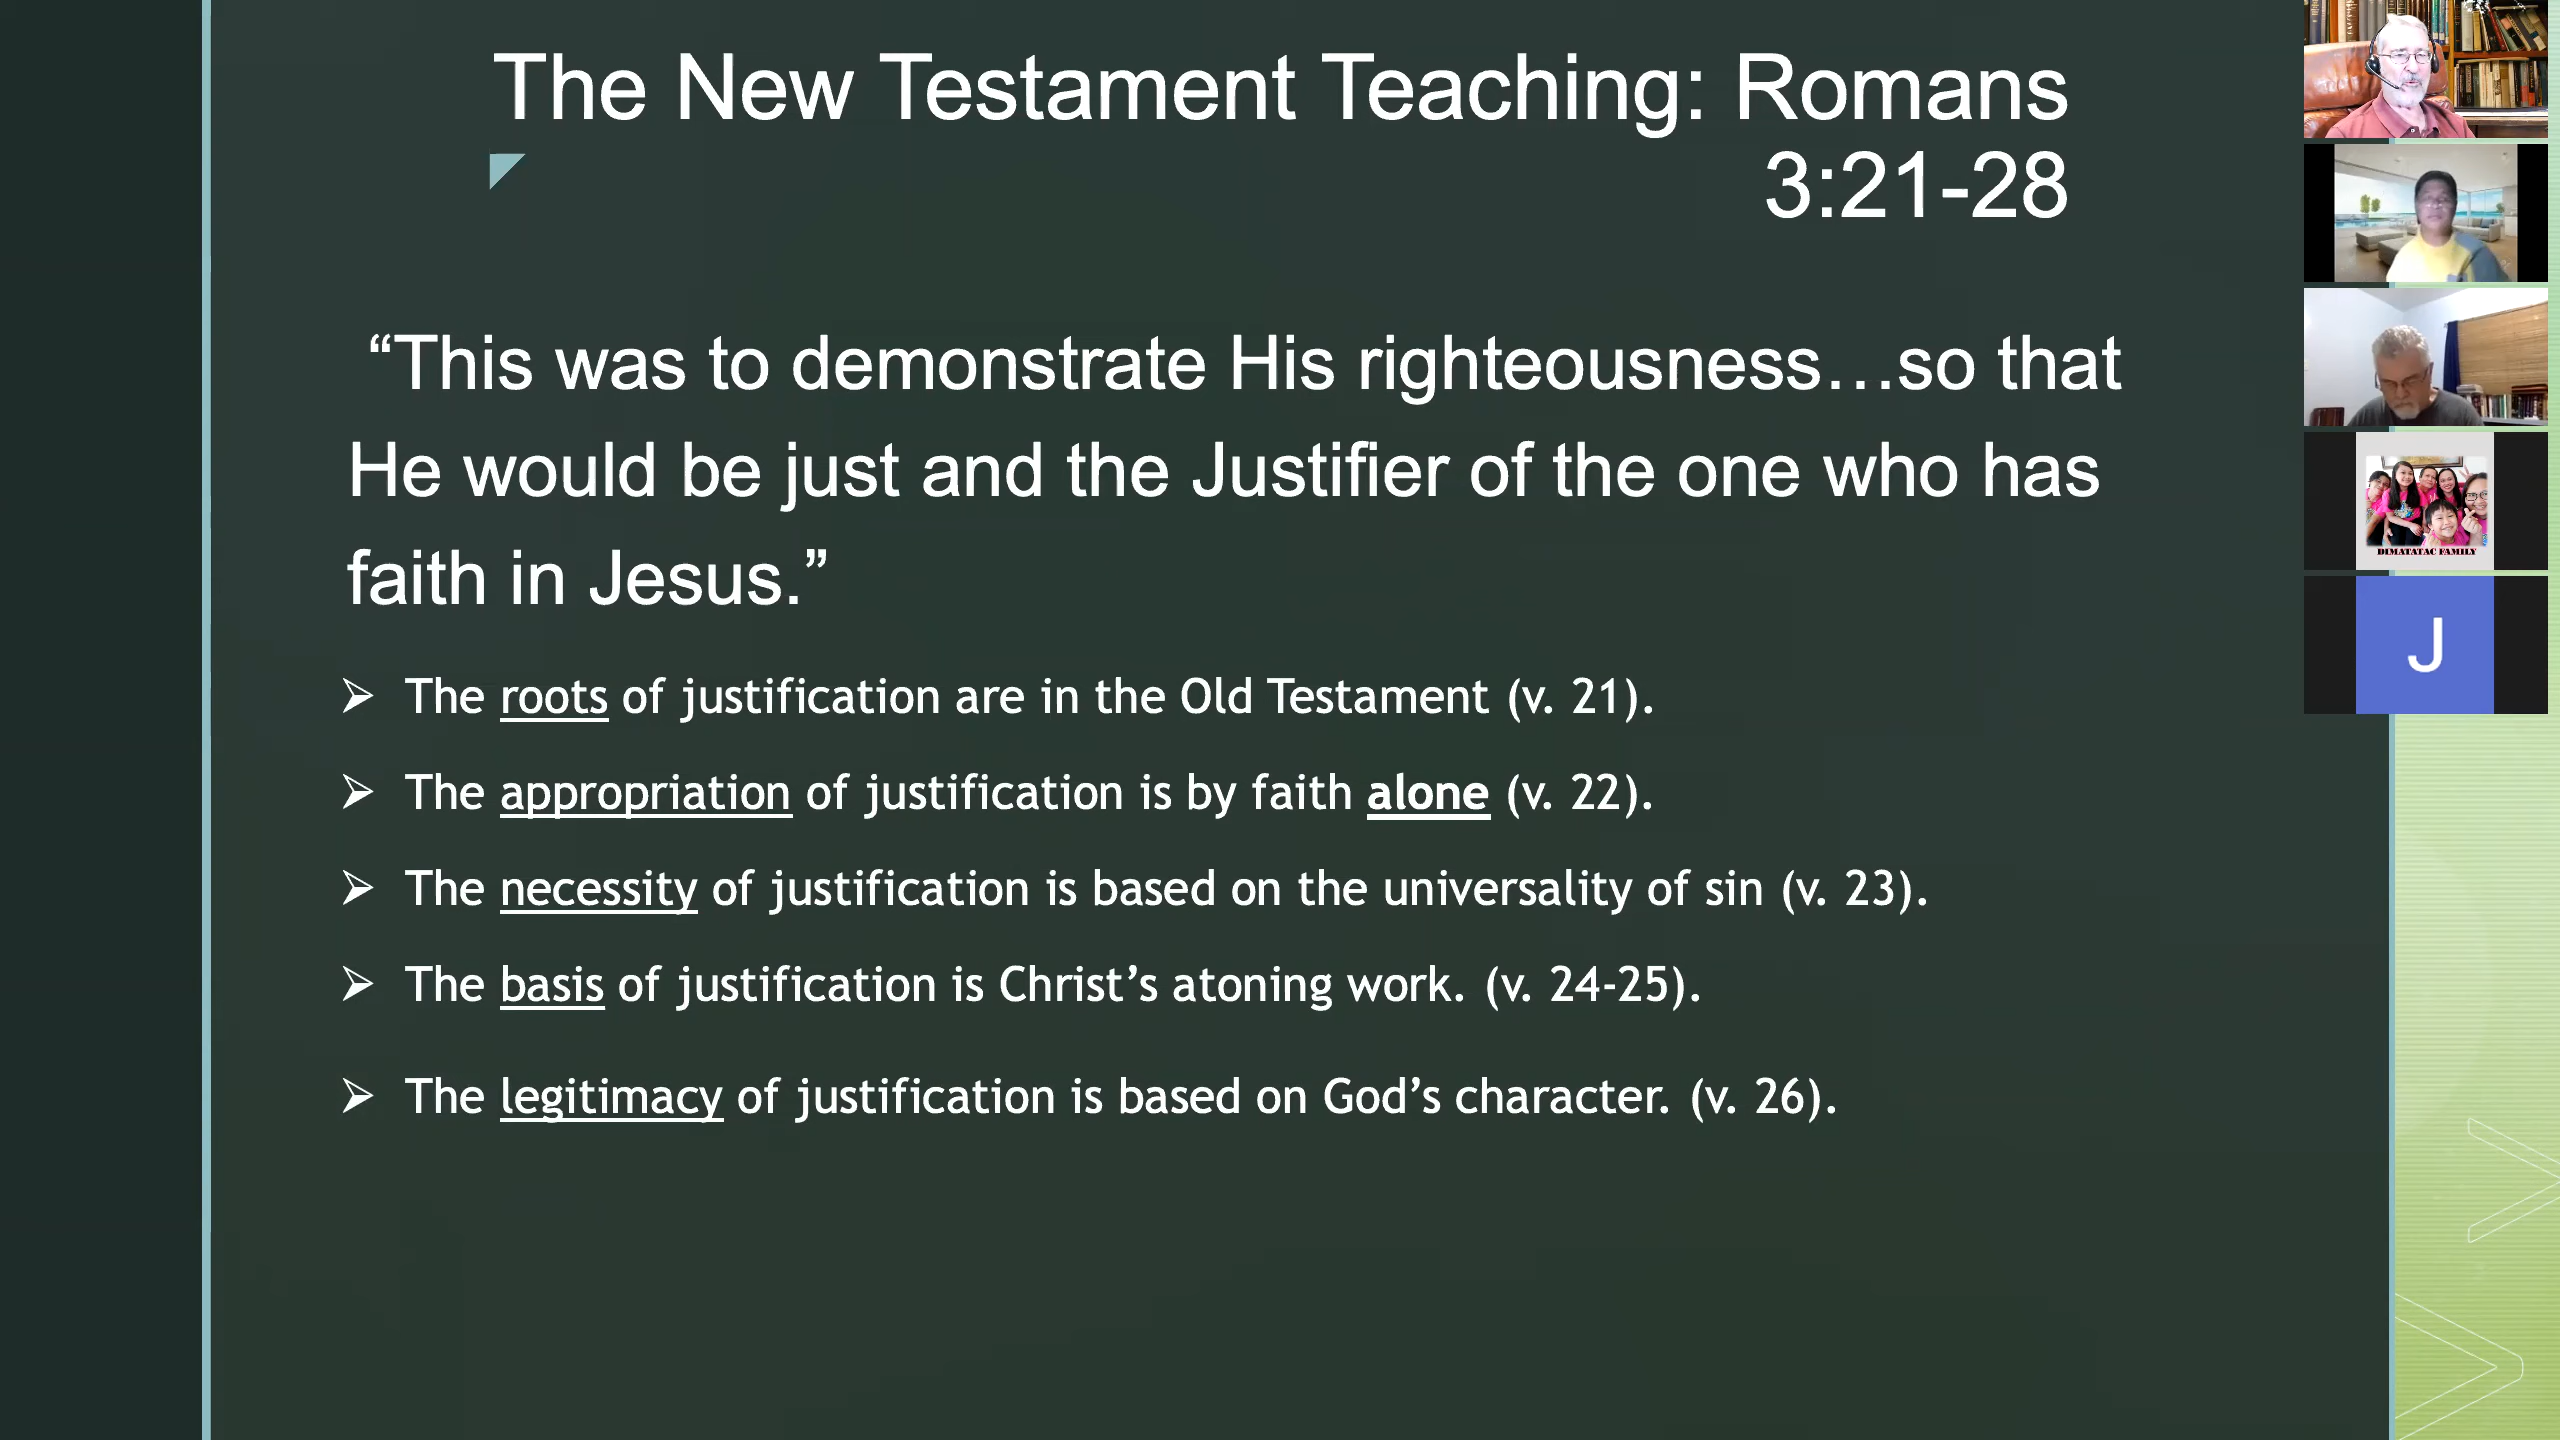 The New Testament Teaching: Romans
3:21-28
“This was to demonstrate His righteousness…so that
He would be just and the Justifier of the one who has
faith in Jesus.”
➢ The roots of justification are in the Old Testament (v. 21).
➢ The appropriation of justification is by faith alone (v. 22).
➢ The necessity of justification is based on the universality of sin (v. 23).
➢ The basis of justification is Christ’s atoning work. (v. 24-25).
➢ The legitimacy of justification is based on God’s character. (v. 26).
DIMATATAC FAMILY
J